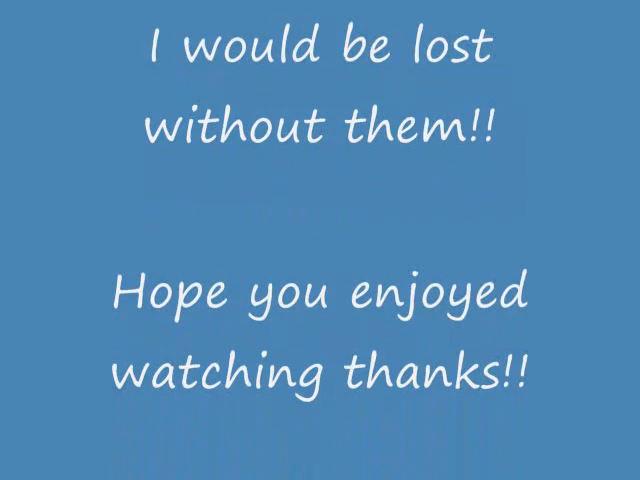 I would be lost
without them!!
Hope you enjoyed
watching thanks!!